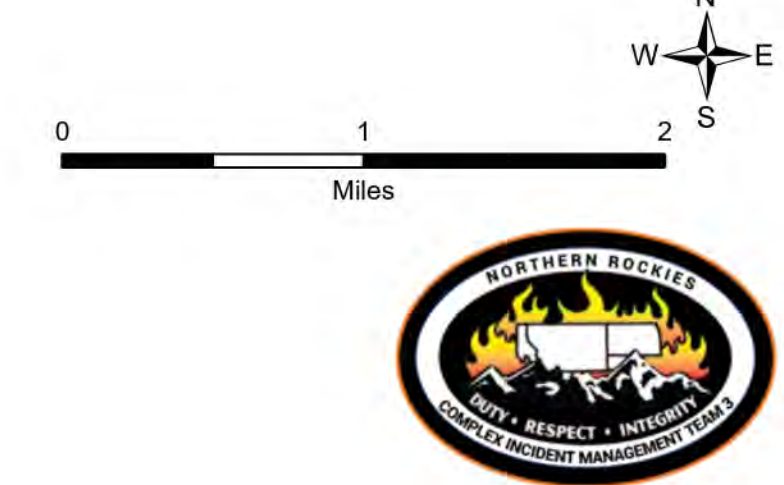 N
W E
S
0 1 2
Miles
NORTHERN ROCKIES
DUTY • RESPECT • INTEGRITY
COMPLEX INCIDENT MANAGEMENT TEAM 3